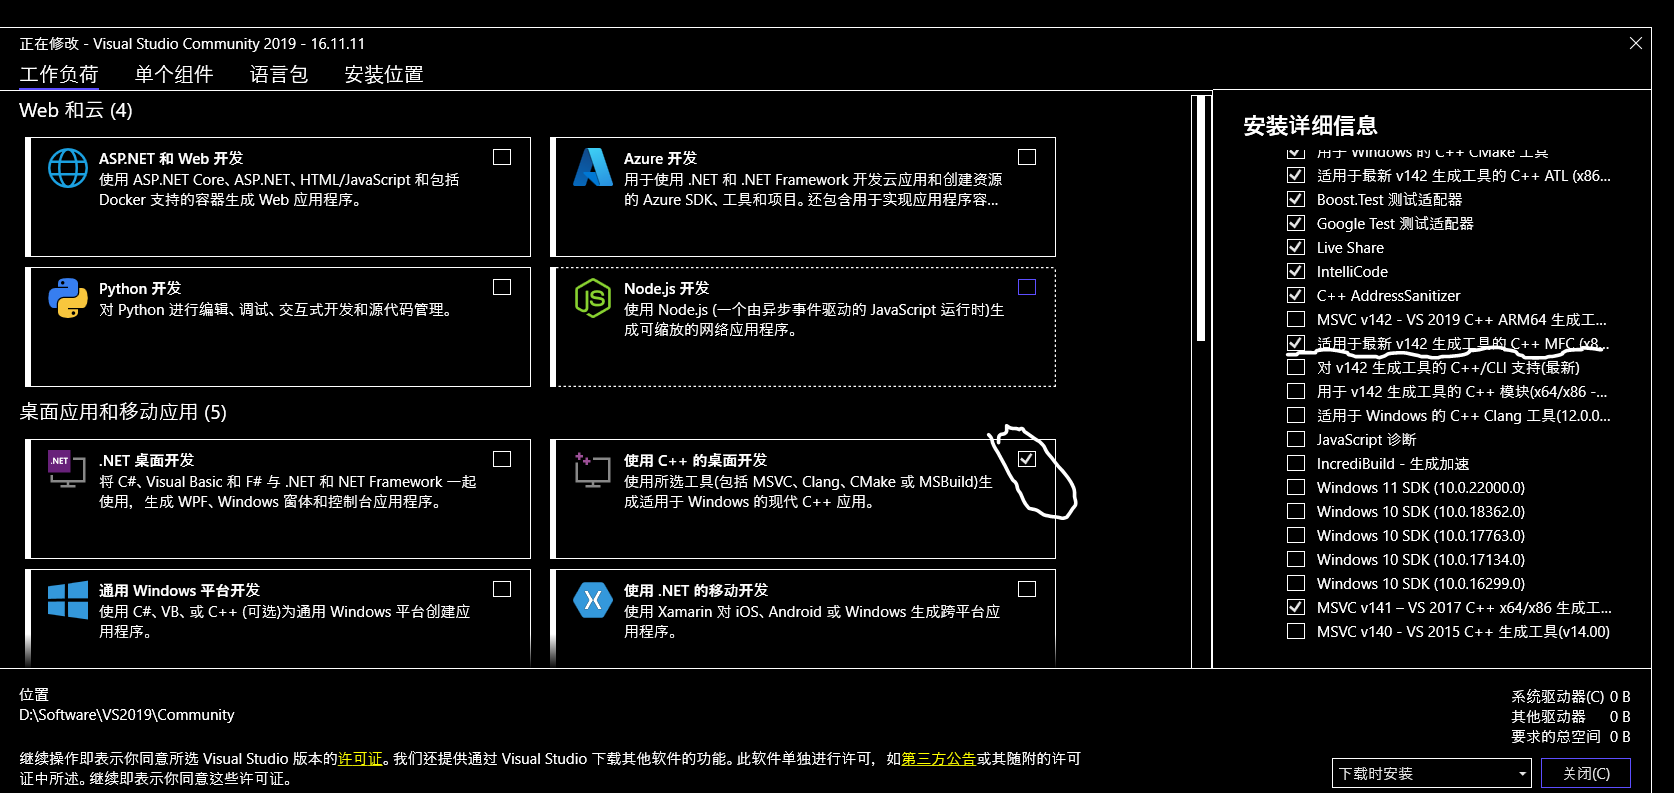 正在修改 - Visual Studio Community 2019 - 16.11.11
工作负荷 单个组件 语言包 安装位置
Web 和云 (4)
ASP.NET 和 Web 开发
使用 ASP.NET Core、ASP.NET、HTML/JavaScript 和包括
Docker 支持的容器生成 Web 应用程序。
Azure 开发
用于使用 .NET 和 .NET Framework 开发云应用和创建资源
的 Azure SDK、工具和项目。还包含用于实现应用程序容...
Python 开发
对 Python 进行编辑、调试、交互式开发和源代码管理。
Node.js 开发
使用 Node.js (一个由异步事件驱动的 JavaScript 运行时)生
成可缩放的网络应用程序。
桌面应用和移动应用 (5)
.NET
.NET 桌面开发
将 C#、Visual Basic 和 F# 与 .NET 和 .NET Framework 一起
使用，生成 WPF、Windows 窗体和控制台应用程序。
使用 C++ 的桌面开发
使用所选工具(包括 MSVC、Clang、CMake 或 MSBuild)生
成适用于 Windows 的现代 C++ 应用。
通用 Windows 平台开发
使用 C#、VB、或 C++ (可选)为通用 Windows 平台创建应
用程序。
使用 .NET 的移动开发
使用 Xamarin 对 iOS、Android 或 Windows 生成跨平台应
用程序。
安装详细信息
用于 Windows 的 C++ CMake 工具
适用于最新 v142 生成工具的 C++ ATL (x86...
Boost.Test 测试适配器
Google Test 测试适配器
Live Share
IntelliCode
C++ AddressSanitizer
MSVC v142 - VS 2019 C++ ARM64 生成工...
适用于最新 v142 生成工具的 C++ MFC (x8...
对 v142 生成工具的 C++/CLI 支持(最新)
用于 v142 生成工具的 C++ 模块(x64/x86 -...
适用于 Windows 的 C++ Clang 工具(12.0.0...
JavaScript 诊断
IncrediBuild - 生成加速
Windows 11 SDK (10.0.22000.0)
Windows 10 SDK (10.0.18362.0)
Windows 10 SDK (10.0.17763.0)
Windows 10 SDK (10.0.17134.0)
Windows 10 SDK (10.0.16299.0)
MSVC v141 – VS 2017 C++ x64/x86 生成工...
MSVC v140 - VS 2015 C++ 生成工具(v14.00)
位置
D:\Software\VS2019\Community
继续操作即表示你同意所选 Visual Studio 版本的许可证。我们还提供通过 Visual Studio 下载其他软件的功能。此软件单独进行许可，如第三方公告或其随附的许可
证中所述。继续即表示你同意这些许可证。
系统驱动器(C) 0 B
其他驱动器 0 B
要求的总空间 0 B
下载时安装
关闭(C)